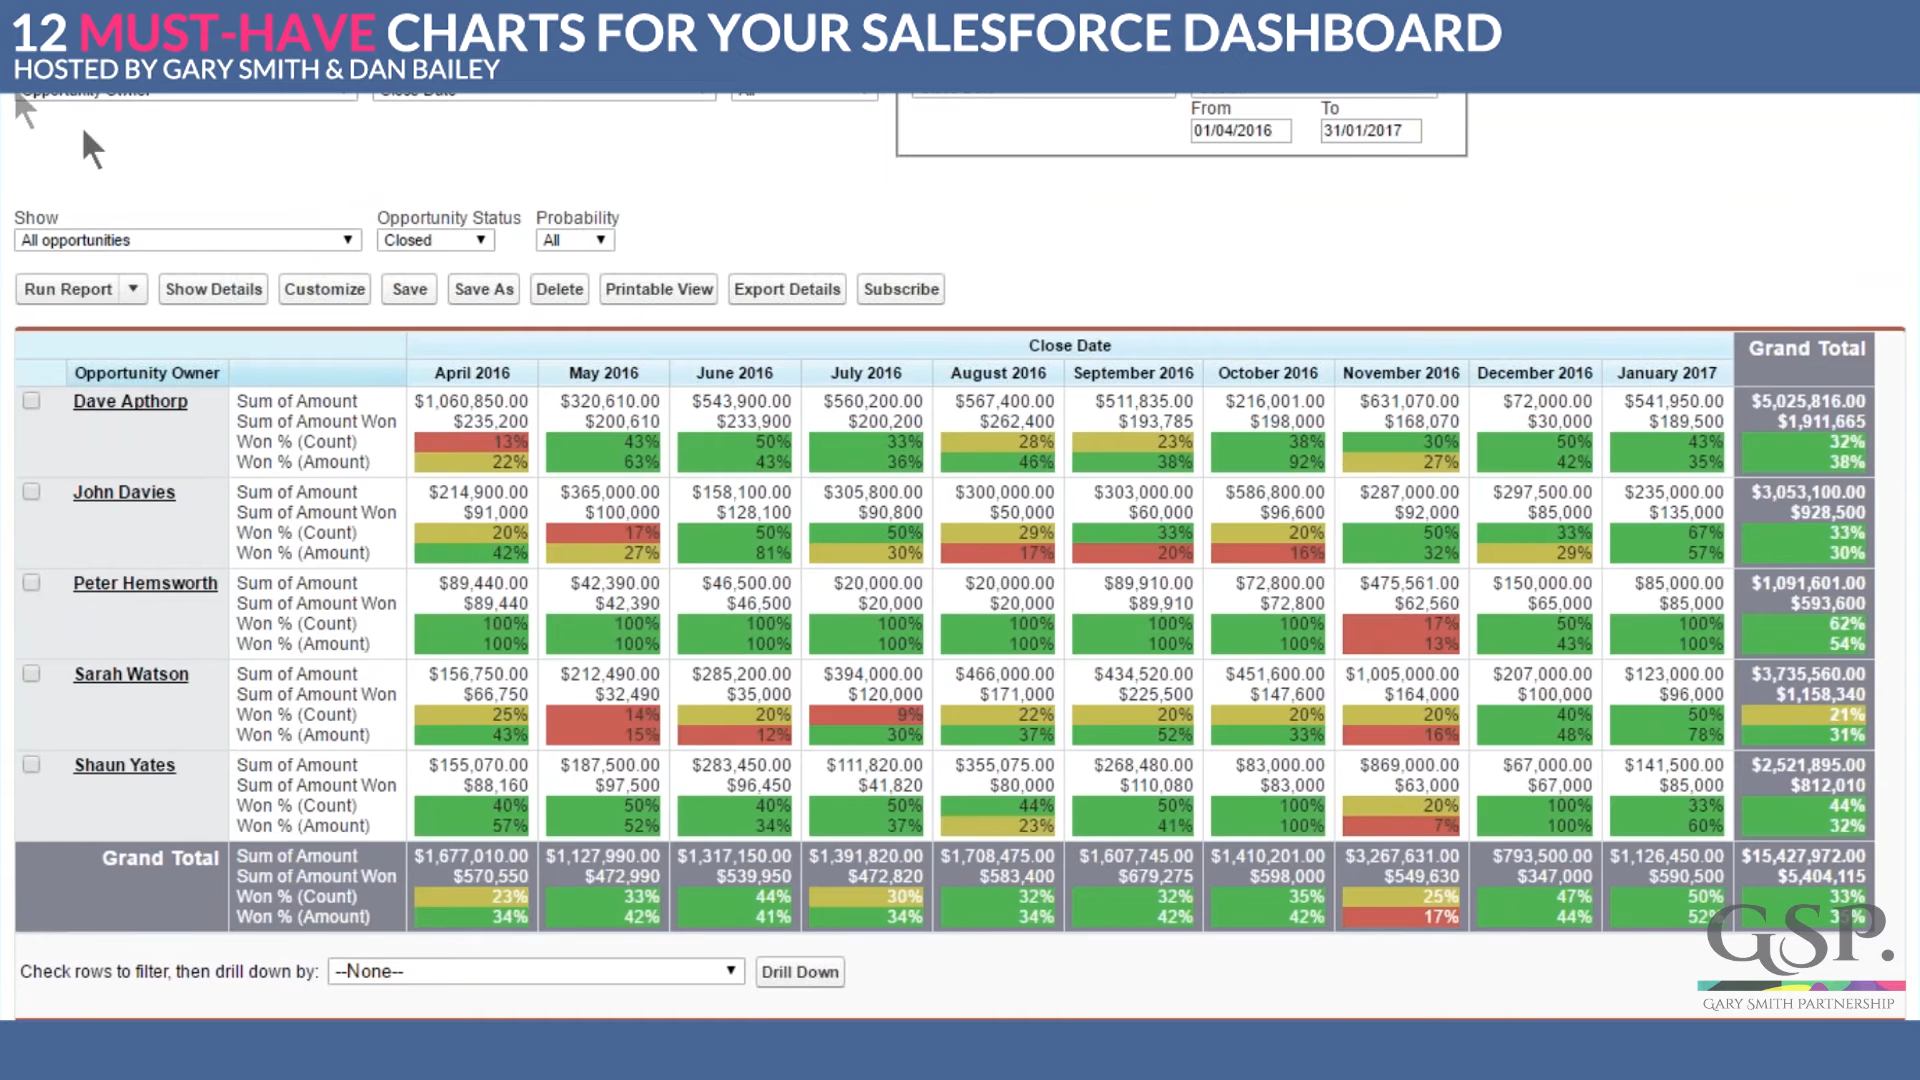 12 MUST-HAVE CHARTS FOR YOUR SALESFORCE DASHBOARD
HOSTED BY GARY SMITH & DAN BAILEY
From To
01/04/2016 31/01/2017
Show Opportunity Status Probability
All opportunities Closed All
Run Report Show Details Customize Save Save As Delete Printable View Export Details Subscribe
Close Date Grand Total
Opportunity Owner April 2016 May 2016 June 2016 July 2016 August 2016 September 2016 October 2016 November 2016 December 2016 January 2017
Dave Apthorp Sum of Amount $1,060,850.00 $320,610.00 $543,900.00 $560,200.00 $567,400.00 $511,835.00 $216,001.00 $631,070.00 $72,000.00 $541,950.00 $5,025,816.00
Sum of Amount Won $235,200 $200,610 $233,900 $200,200 $262,400 $193,785 $198,000 $168,070 $30,000 $189,500 $1,911,665
Won % (Count) 13% 43% 50% 33% 28% 23% 38% 30% 50% 43% 32%
Won % (Amount) 22% 63% 43% 36% 46% 38% 92% 27% 42% 35% 38%
John Davies Sum of Amount $214,900.00 $365,000.00 $158,100.00 $305,800.00 $300,000.00 $303,000.00 $586,800.00 $287,000.00 $297,500.00 $235,000.00 $3,053,100.00
Sum of Amount Won $91,000 $100,000 $128,100 $90,800 $50,000 $60,000 $96,600 $92,000 $85,000 $135,000 $928,500
Won % (Count) 20% 17% 50% 50% 29% 33% 20% 50% 33% 67% 33%
Won % (Amount) 42% 27% 81% 30% 17% 20% 16% 32% 29% 57% 30%
Peter Hemsworth Sum of Amount $89,440.00 $42,390.00 $46,500.00 $20,000.00 $20,000.00 $89,910.00 $72,800.00 $475,561.00 $150,000.00 $85,000.00 $1,091,601.00
Sum of Amount Won $89,440 $42,390 $46,500 $20,000 $20,000 $89,910 $72,800 $62,560 $65,000 $85,000 $593,600
Won % (Count) 100% 100% 100% 100% 100% 100% 100% 17% 50% 100% 62%
Won % (Amount) 100% 100% 100% 100% 100% 100% 100% 13% 43% 100% 54%
Sarah Watson Sum of Amount $156,750.00 $212,490.00 $285,200.00 $394,000.00 $466,000.00 $434,520.00 $451,600.00 $1,005,000.00 $207,000.00 $123,000.00 $3,735,560.00
Sum of Amount Won $66,750 $32,490 $35,000 $120,000 $171,000 $225,500 $147,600 $164,000 $100,000 $96,000 $1,158,340
Won % (Count) 25% 14% 20% 9% 22% 20% 20% 20% 40% 50% 21%
Won % (Amount) 43% 15% 12% 30% 37% 52% 33% 16% 48% 78% 31%
Shaun Yates Sum of Amount $155,070.00 $187,500.00 $283,450.00 $111,820.00 $355,075.00 $268,480.00 $83,000.00 $869,000.00 $67,000.00 $141,500.00 $2,521,895.00
Sum of Amount Won $88,160 $97,500 $96,450 $41,820 $80,000 $110,080 $83,000 $63,000 $67,000 $85,000 $812,010
Won % (Count) 40% 50% 40% 50% 44% 50% 100% 20% 100% 33% 44%
Won % (Amount) 57% 52% 34% 37% 23% 41% 100% 7% 100% 60% 32%
Grand Total Sum of Amount $1,677,010.00 $1,127,990.00 $1,317,150.00 $1,391,820.00 $1,708,475.00 $1,607,745.00 $1,410,201.00 $3,267,631.00 $793,500.00 $1,126,450.00 $15,427,972.00
Sum of Amount Won $570,550 $472,990 $539,950 $472,820 $583,400 $679,275 $598,000 $549,630 $347,000 $590,500 $5,404,115
Won % (Count) 23% 33% 44% 30% 32% 32% 35% 25% 47% 50% 33%
Won % (Amount) 34% 42% 41% 34% 34% 42% 42% 17% 44% 52% 35%
GSP.
GARY SMITH PARTNERSHIP
Check rows to filter, then drill down by: --None-- Drill Down